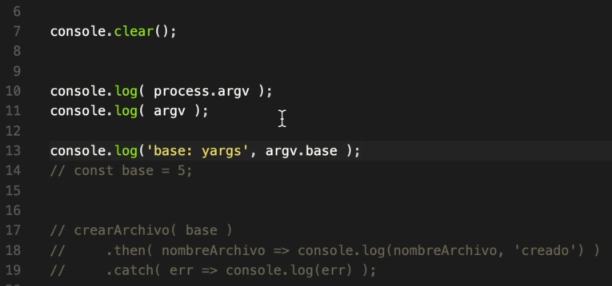 6
7 console.clear();
8
9
10 console.log( process.argv );
11 console.log( argv );
12
13 console.log('base: yargs', argv.base );
14 // const base = 5;
15
16
17 // crearArchivo( base )
18 //     .then( nombreArchivo => console.log(nombreArchivo, 'creado') )
19 //     .catch( err => console.log(err) );